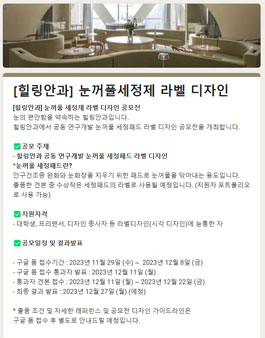 [힐링안과] 눈꺼풀세정제 라벨 디자인
[힐링안과] 눈꺼풀 세정제 라벨 디자인 공모전
눈의 편안함을 약속하는 힐링안과입니다.
힐링안과에서 공동 연구개발 눈꺼풀 세정패드 라벨 디자인 공모전을 개최합니다.
✅공모 주제
- 힐링안과 공동 연구개발 눈꺼풀 세정패드 라벨 디자인
*눈꺼풀 세정패드란?
안구건조증 완화와 눈화장을 지우기 위한 패드로 눈꺼풀을 닦아내는 용도입니다.
출품한 견본 중 수상작은 세정패드의 라벨로 사용될 예정입니다. (지원자 포트폴리오
로 사용 가능)
✅지원자격
- 대학생, 프리랜서, 디자인 종사자 등 라벨디자인(시각 디자인)에 능통한 자
✅공모일정 및 결과발표
- 구글 폼 접수기간 : 2023년 11월 29일 (수) ~ 2023년 12월 8일 (금)
- 구글 폼 통과자 발표 : 2023년 12월 11일 (월)
- 통과자 견본 접수 : 2023년 12월 11일 (월) ~ 2023년 12월 22일 (금)
- 최종 결과 발표 : 2023년 12월 27일 (월) (예정)
* 출품 조건 및 자세한 레퍼런스 및 공모전 디자인 가이드라인은
구글 폼 접수 후 별도로 안내드릴 예정입니다.